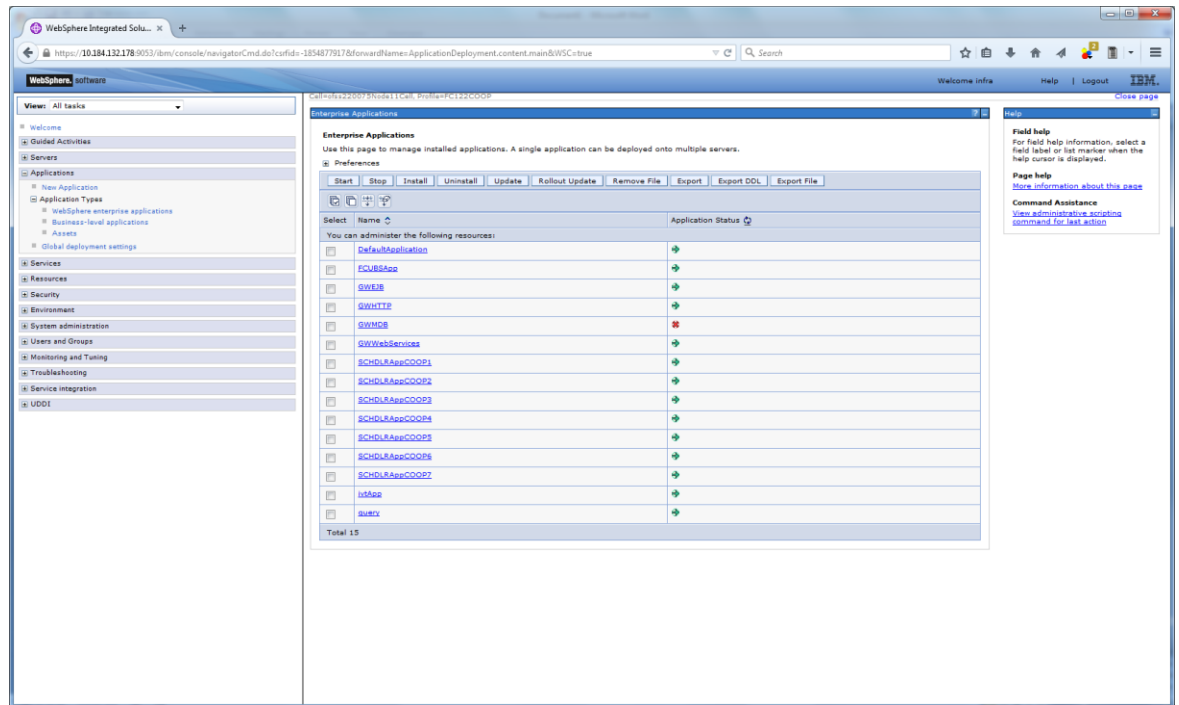 WebSphere Integrated Solu... × +
https://10.184.132.178:9053/ibm/console/navigatorCmd.do?csrfid=-1854877917&forwardName=ApplicationDeployment.content.main&WSC=true
Search
2
WebSphere. software
Welcome infra
Help | Logout
IBM.
View: All tasks
Welcome
Guided Activities
Servers
Applications
New Application
Application Types
WebSphere enterprise applications
Business-level applications
Assets
Global deployment settings
Services
Resources
Security
Environment
System administration
Users and Groups
Monitoring and Tuning
Troubleshooting
Service integration
UDDI
Cell=ofss220075Node11Cell, Profile=FC122COOP
Close page
Enterprise Applications
? -
Enterprise Applications
Use this page to manage installed applications. A single application can be deployed onto multiple servers.
Preferences
Start Stop Install Uninstall Update Rollout Update Remove File Export Export DDL Export File
Select Name Application Status
You can administer the following resources:
DefaultApplication
FCUBSApp
GWEJB
GWHTTP
GWMDB
GWWebServices
SCHDLRAppCOOP1
SCHDLRAppCOOP2
SCHDLRAppCOOP3
SCHDLRAppCOOP4
SCHDLRAppCOOP5
SCHDLRAppCOOP6
SCHDLRAppCOOP7
ivtApp
query
Total 15
Help
Field help
For field help information, select a
field label or list marker when the
help cursor is displayed.
Page help
More information about this page
Command Assistance
View administrative scripting
command for last action